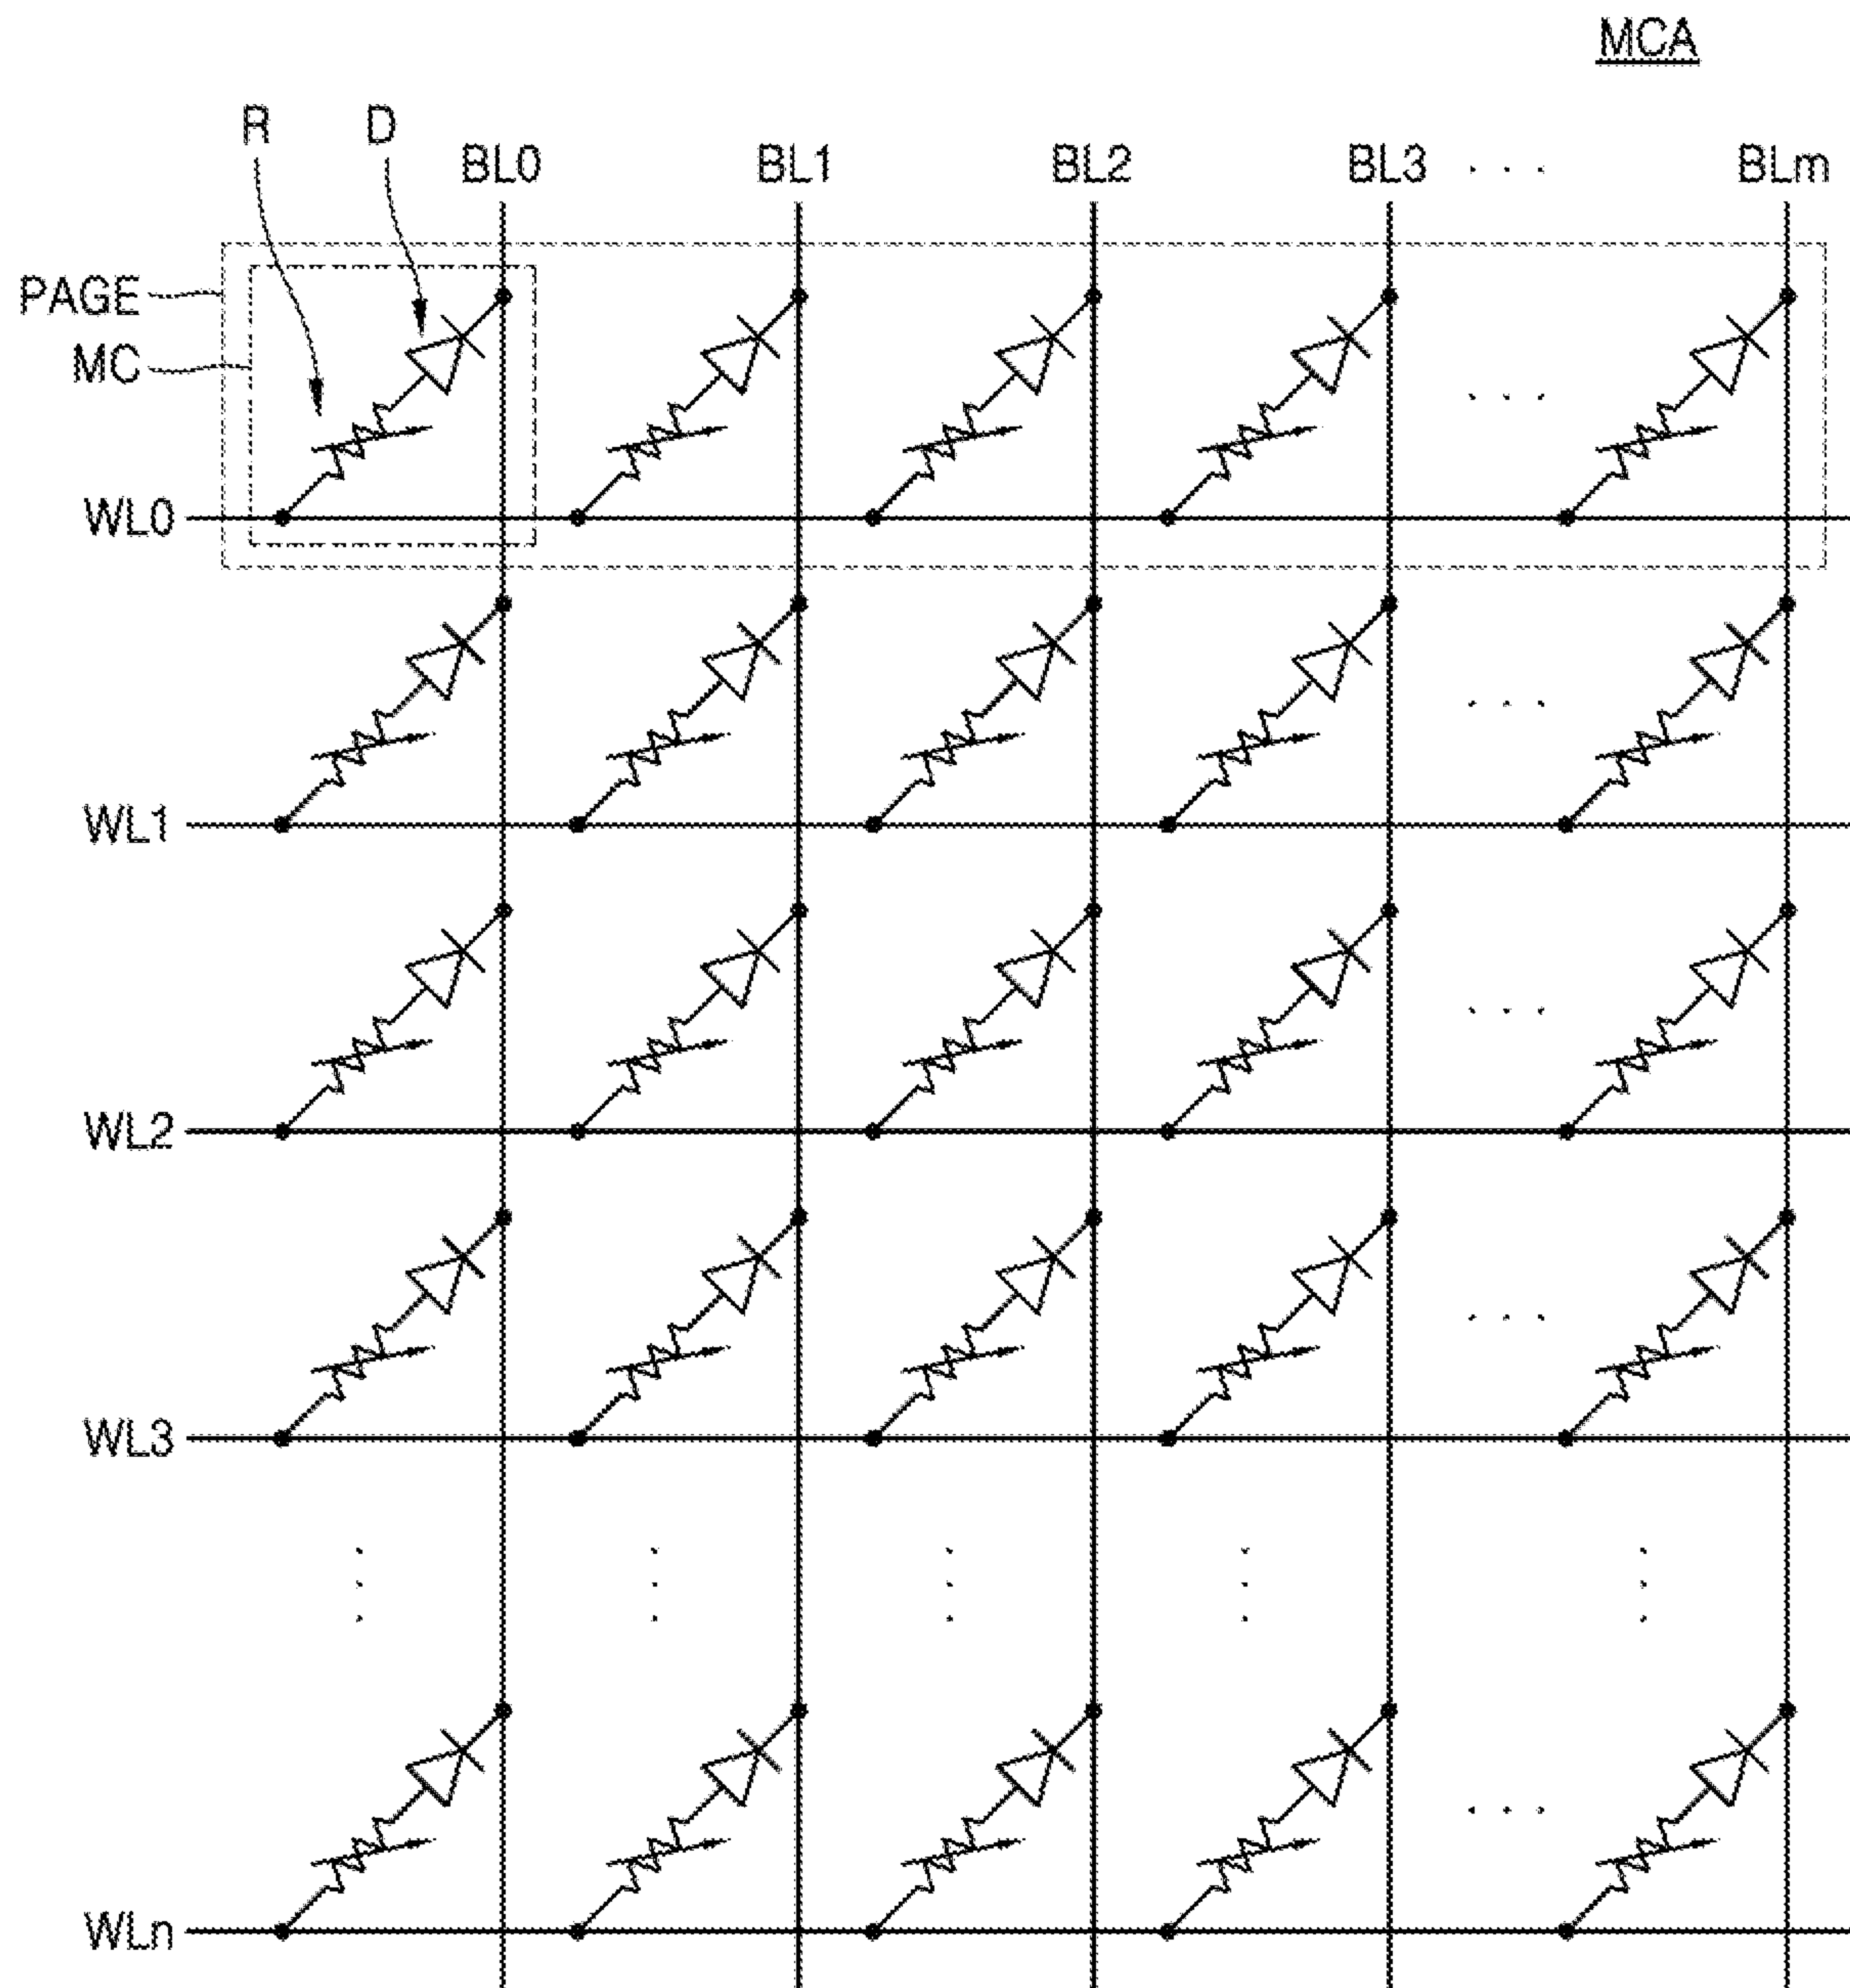 MCA
R D
BL0 BL1 BL2 BL3 . . . BLm
PAGE
MC
WL0
WL1
WL2
WL3
WLn